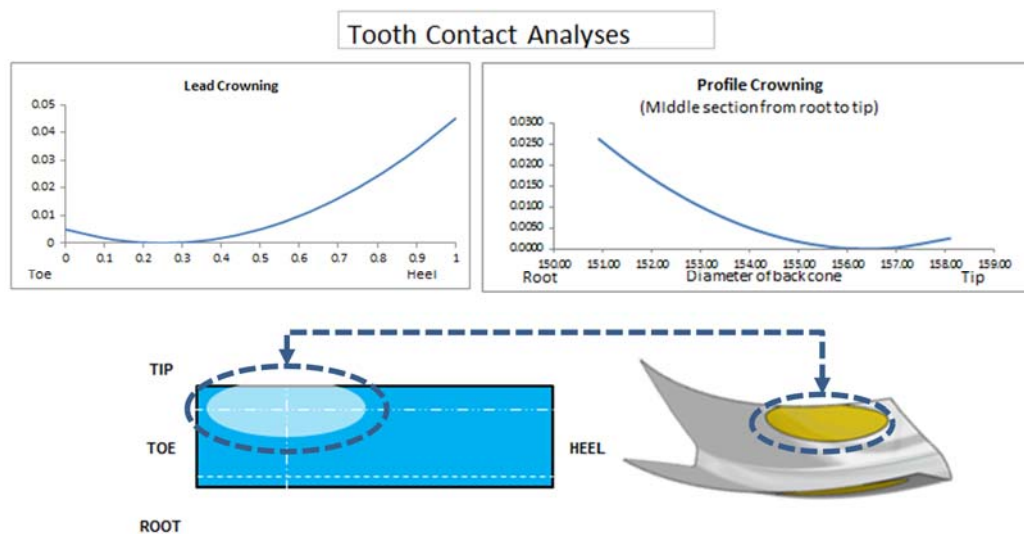 Tooth Contact Analyses
Lead Crowning
0.05
0.04
0.03
0.02
0.01
0
0 0.1 0.2 0.3 0.4 0.5 0.6 0.7 0.8 0.9 1
Toe Heel
Profile Crowning
(MIddle section from root to tip)
0.0300
0.0250
0.0200
0.0150
0.0100
0.0050
0.0000
150.00 151.00 152.00 153.00 154.00 155.00 156.00 157.00 158.00 159.00
Root Diameter of back cone Tip
TIP
TOE
HEEL
ROOT